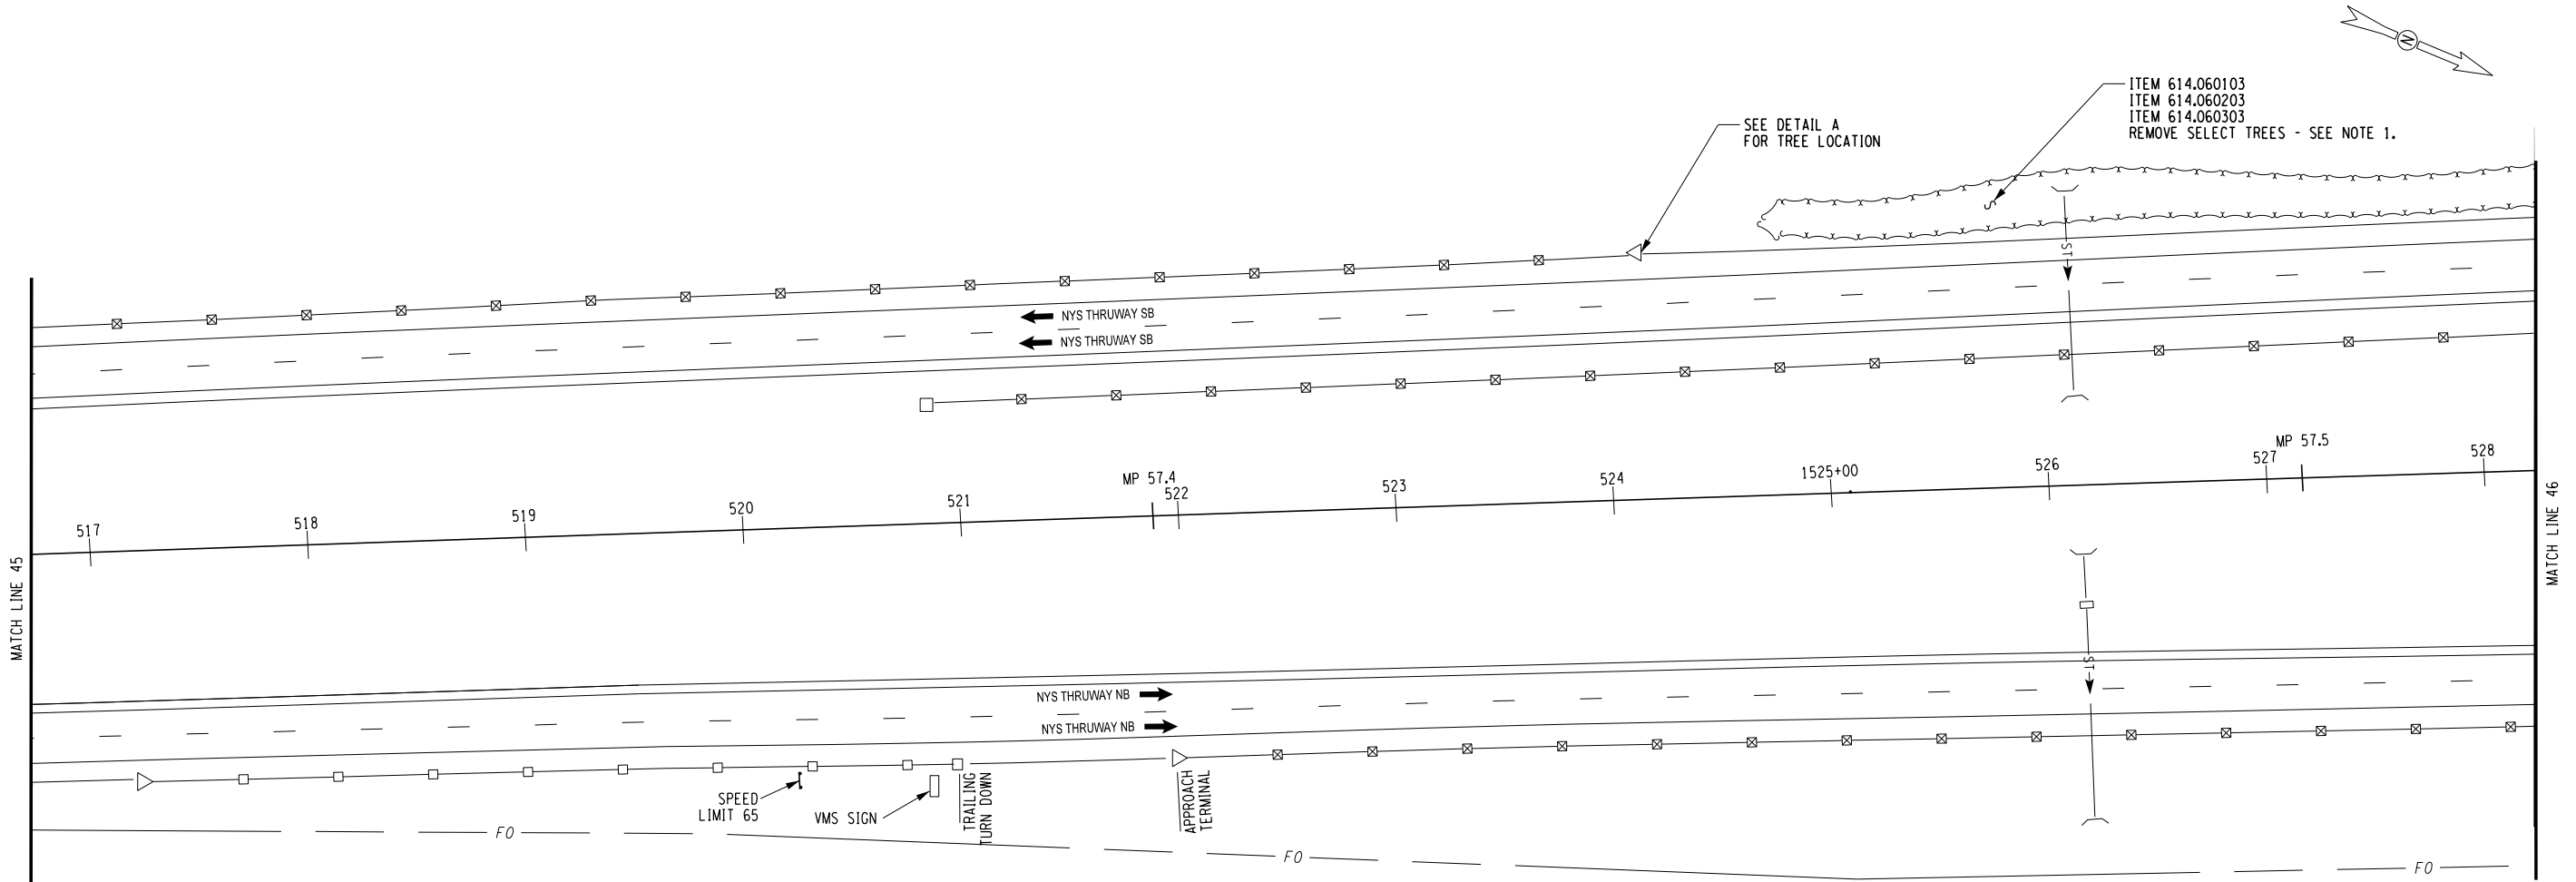 N
ITEM 614.060103
ITEM 614.060203
ITEM 614.060303
REMOVE SELECT TREES - SEE NOTE 1.
SEE DETAIL A
FOR TREE LOCATION
ST
NYS THRUWAY SB
NYS THRUWAY SB
MP 57.4
MP 57.5
517
518
519
520
521
522
523
524
1525+00
526
527
528
MATCH LINE 45
MATCH LINE 46
ST
NYS THRUWAY NB
NYS THRUWAY NB
SPEED
LIMIT 65
VMS SIGN
TRAILING
TURN DOWN
APPROACH
TERMINAL
FO
FO
FO